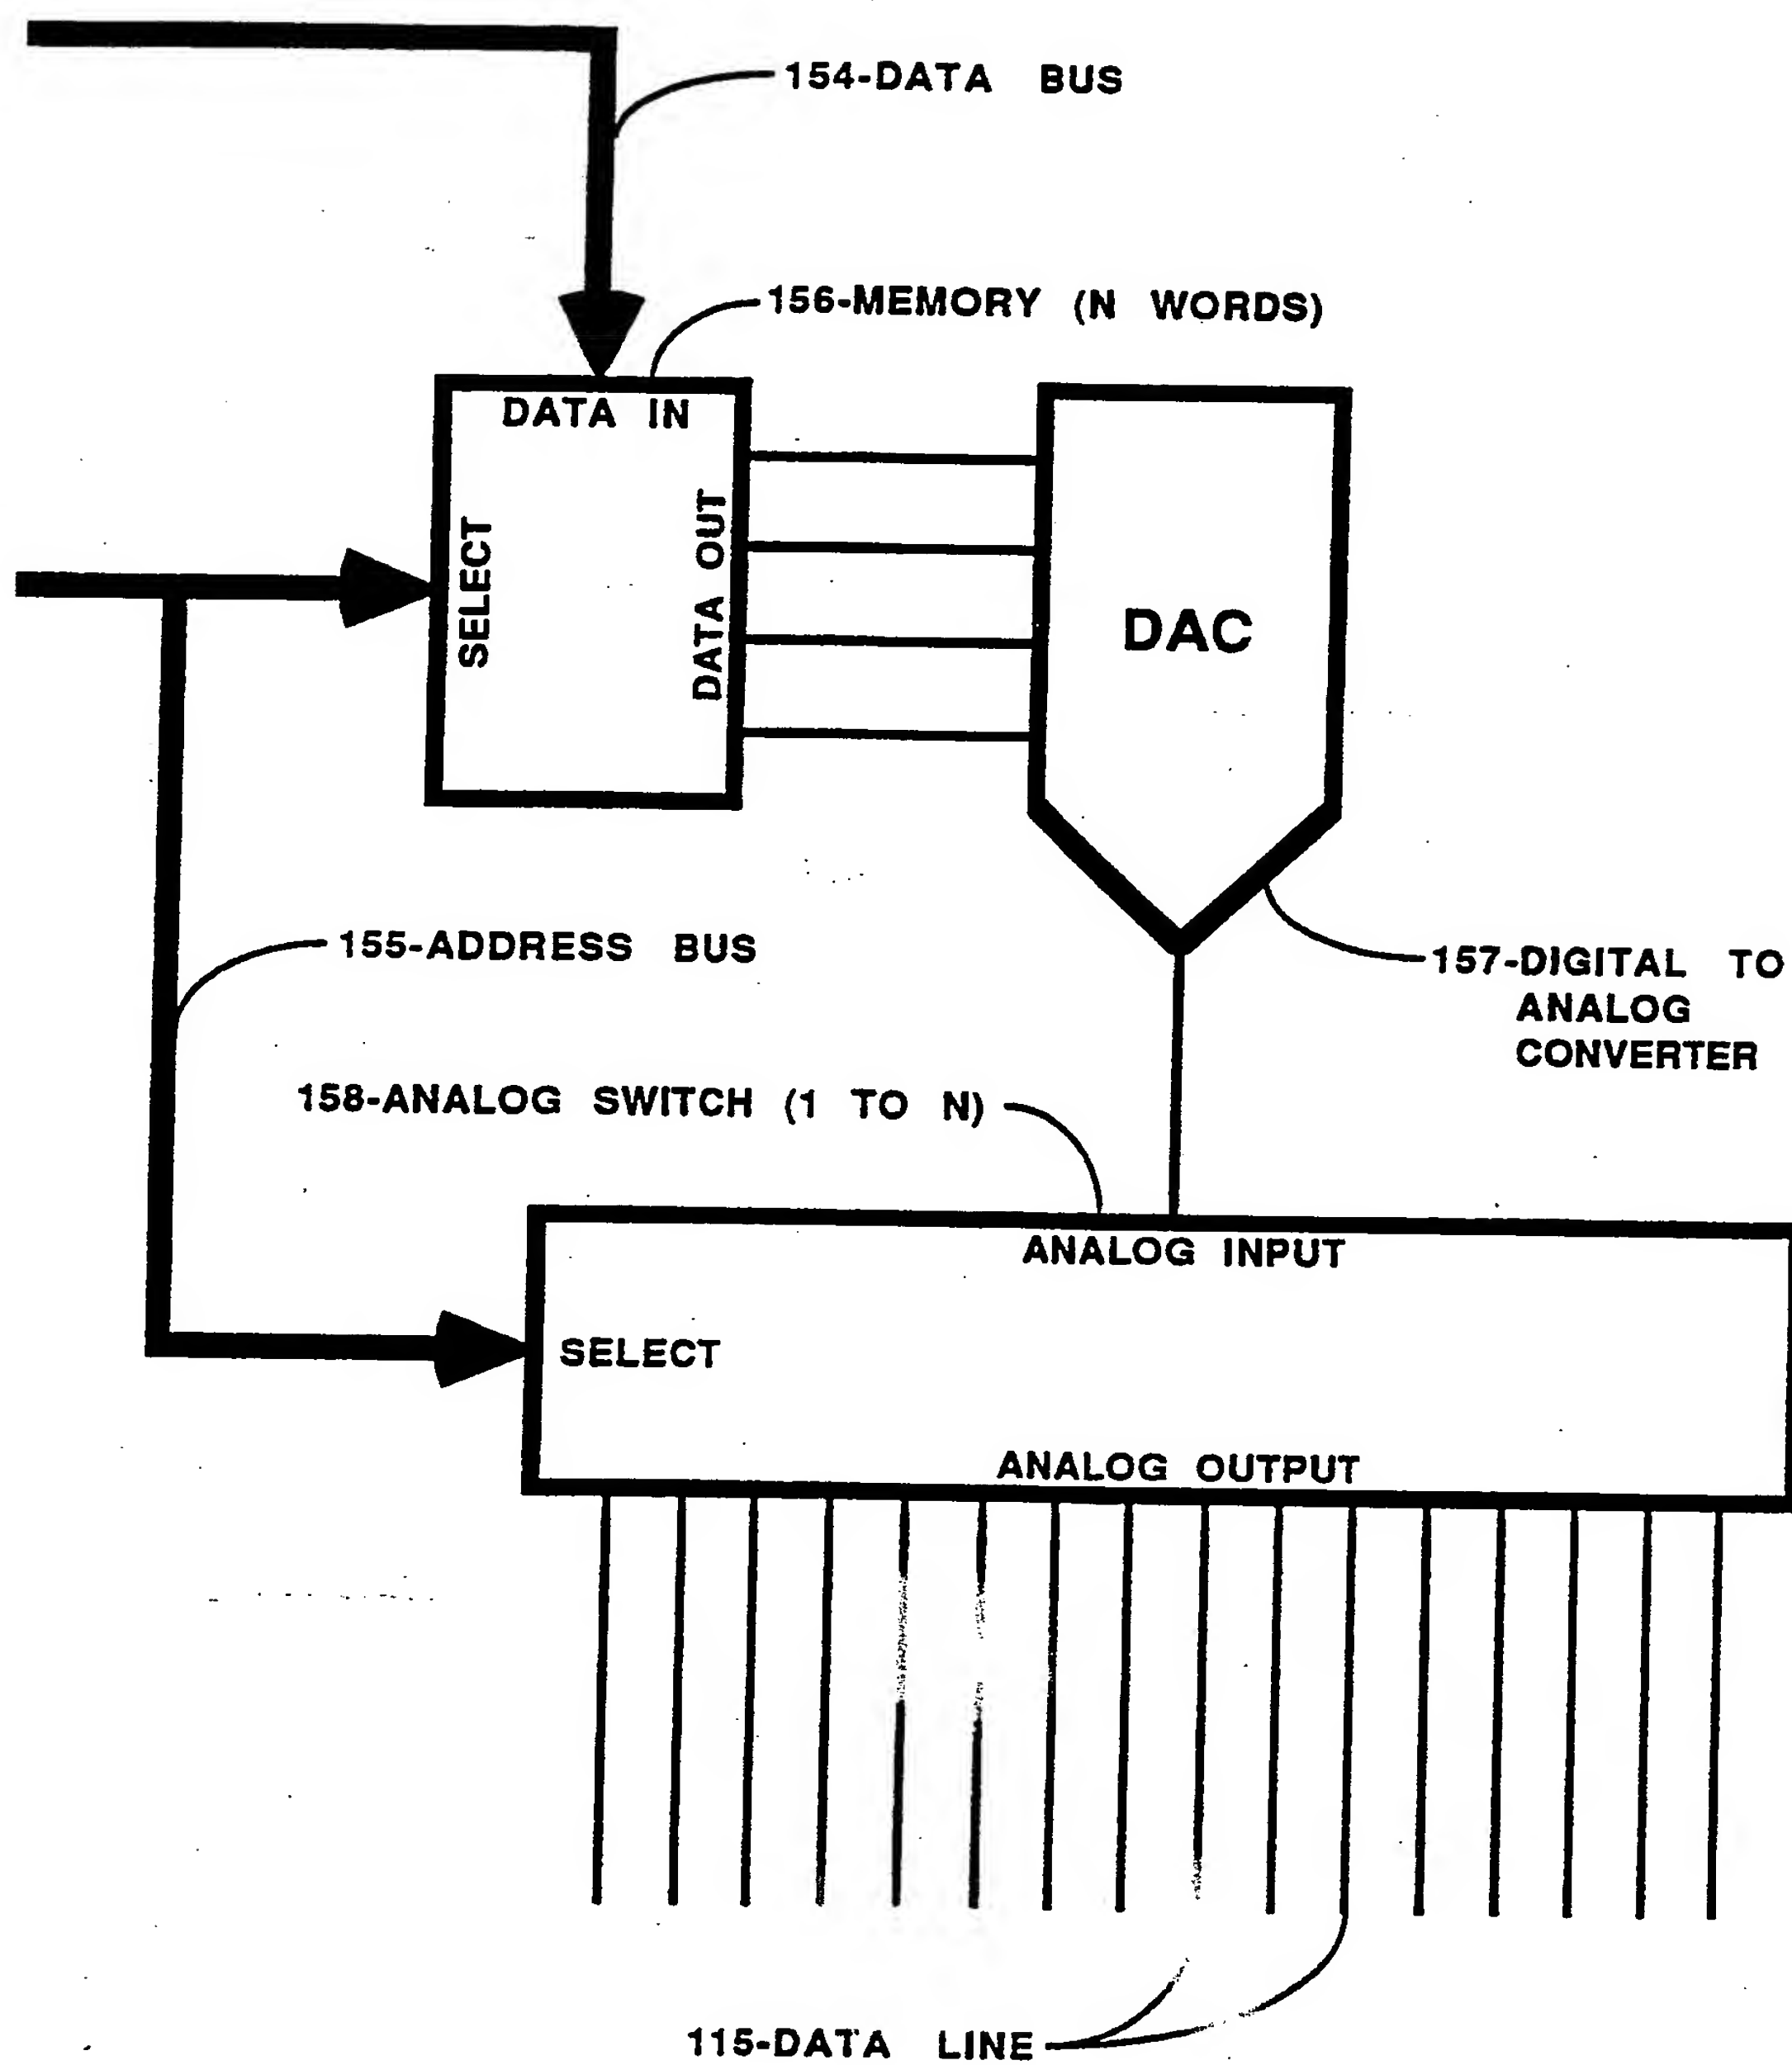 154-DATA BUS
156-MEMORY (N WORDS)
DATA IN
SELECT
DATA OUT
DAC
155-ADDRESS BUS
157-DIGITAL TO
ANALOG
CONVERTER
158-ANALOG SWITCH (1 TO N)
ANALOG INPUT
SELECT
ANALOG OUTPUT
115-DATA LINE